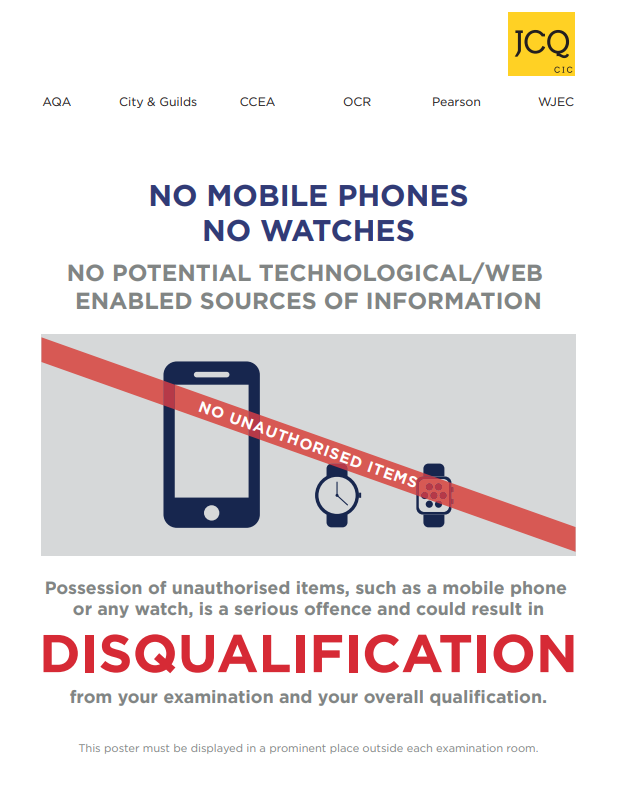 JCQ
CIC
AQA City & Guilds CCEA OCR Pearson WJEC
NO MOBILE PHONES
NO WATCHES
NO POTENTIAL TECHNOLOGICAL/WEB
ENABLED SOURCES OF INFORMATION
NO UNAUTHORISED ITEMS
Possession of unauthorised items, such as a mobile phone
or any watch, is a serious offence and could result in
DISQUALIFICATION
from your examination and your overall qualification.
This poster must be displayed in a prominent place outside each examination room.